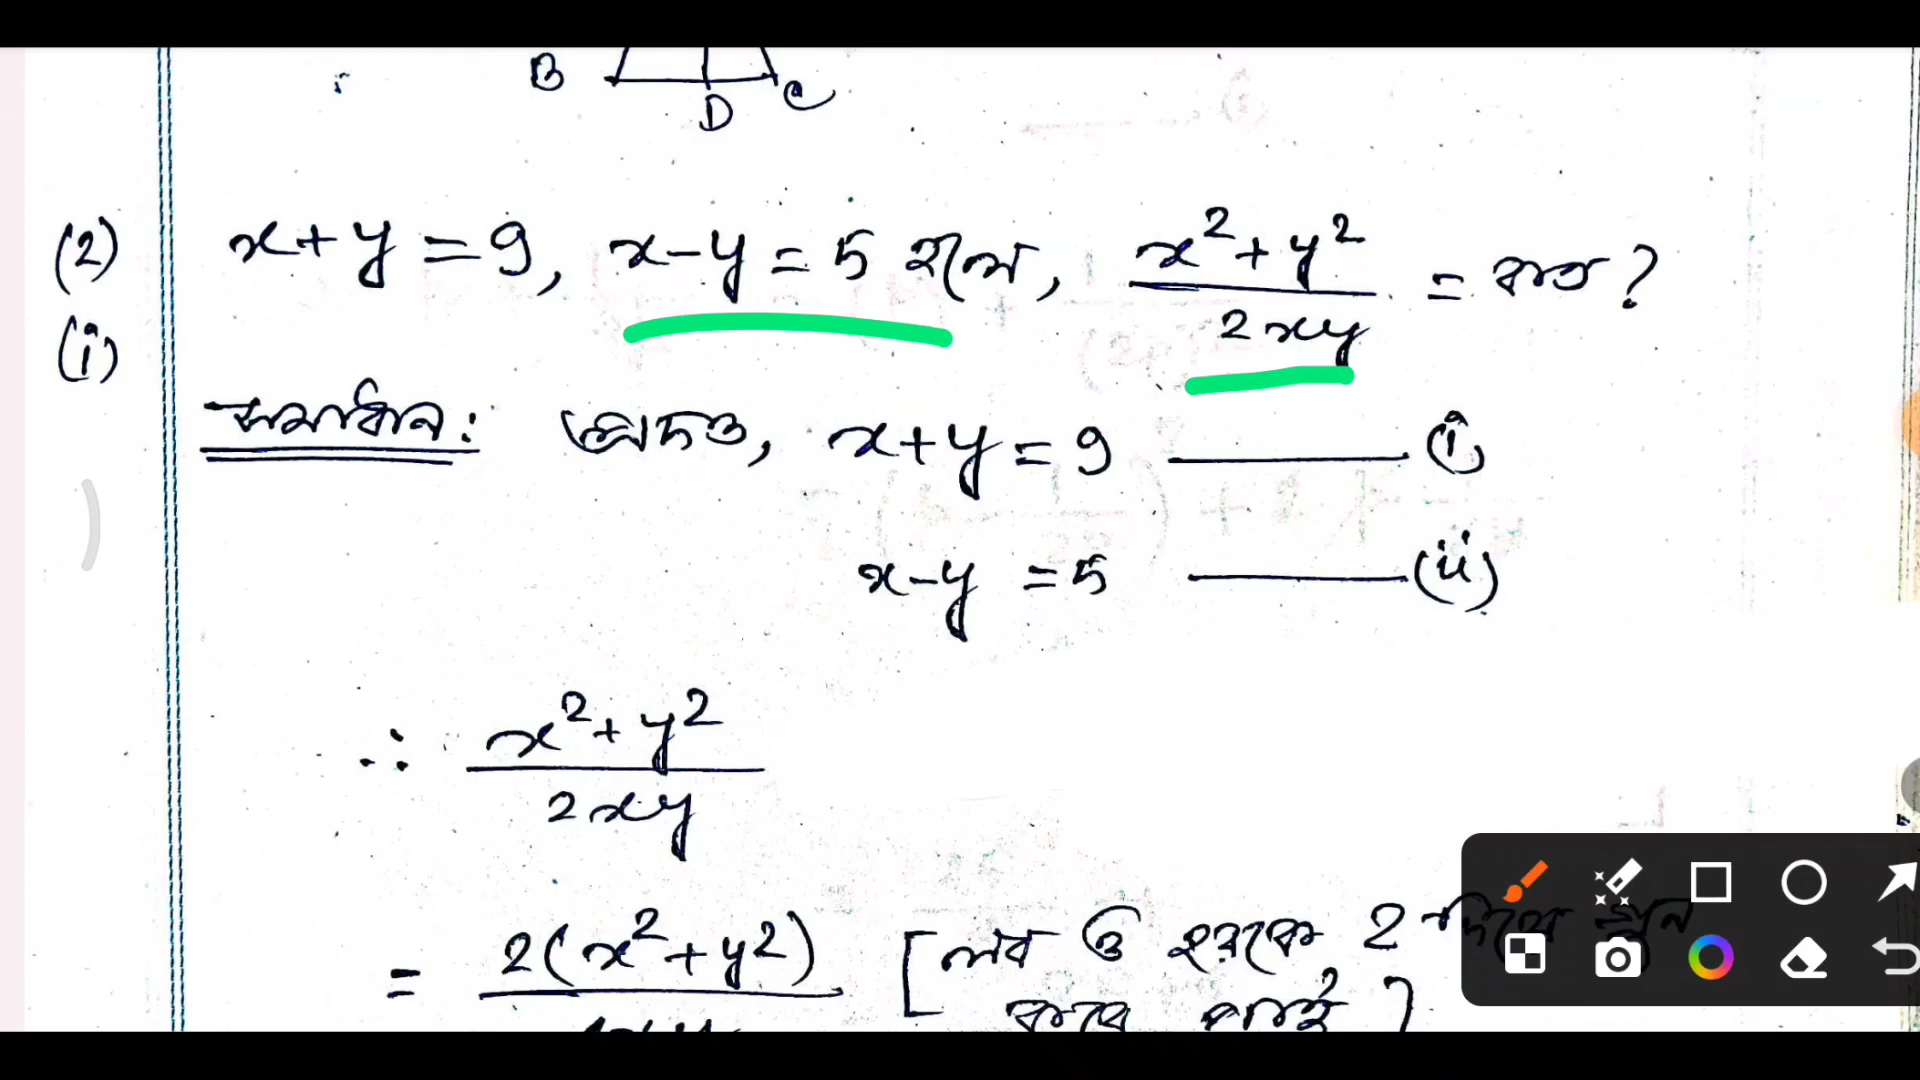 B D C
(2) x+y=9, x-y=5 হলে, x²+y²/2xy = কত?
(i)
সমাধান: প্রদত্ত, x+y=9 ——— (i)
x-y =5 ——— (ii)
∴ x²+y²/2xy
= 2(x²+y²) [লব ও হরকে 2
করে পাই]